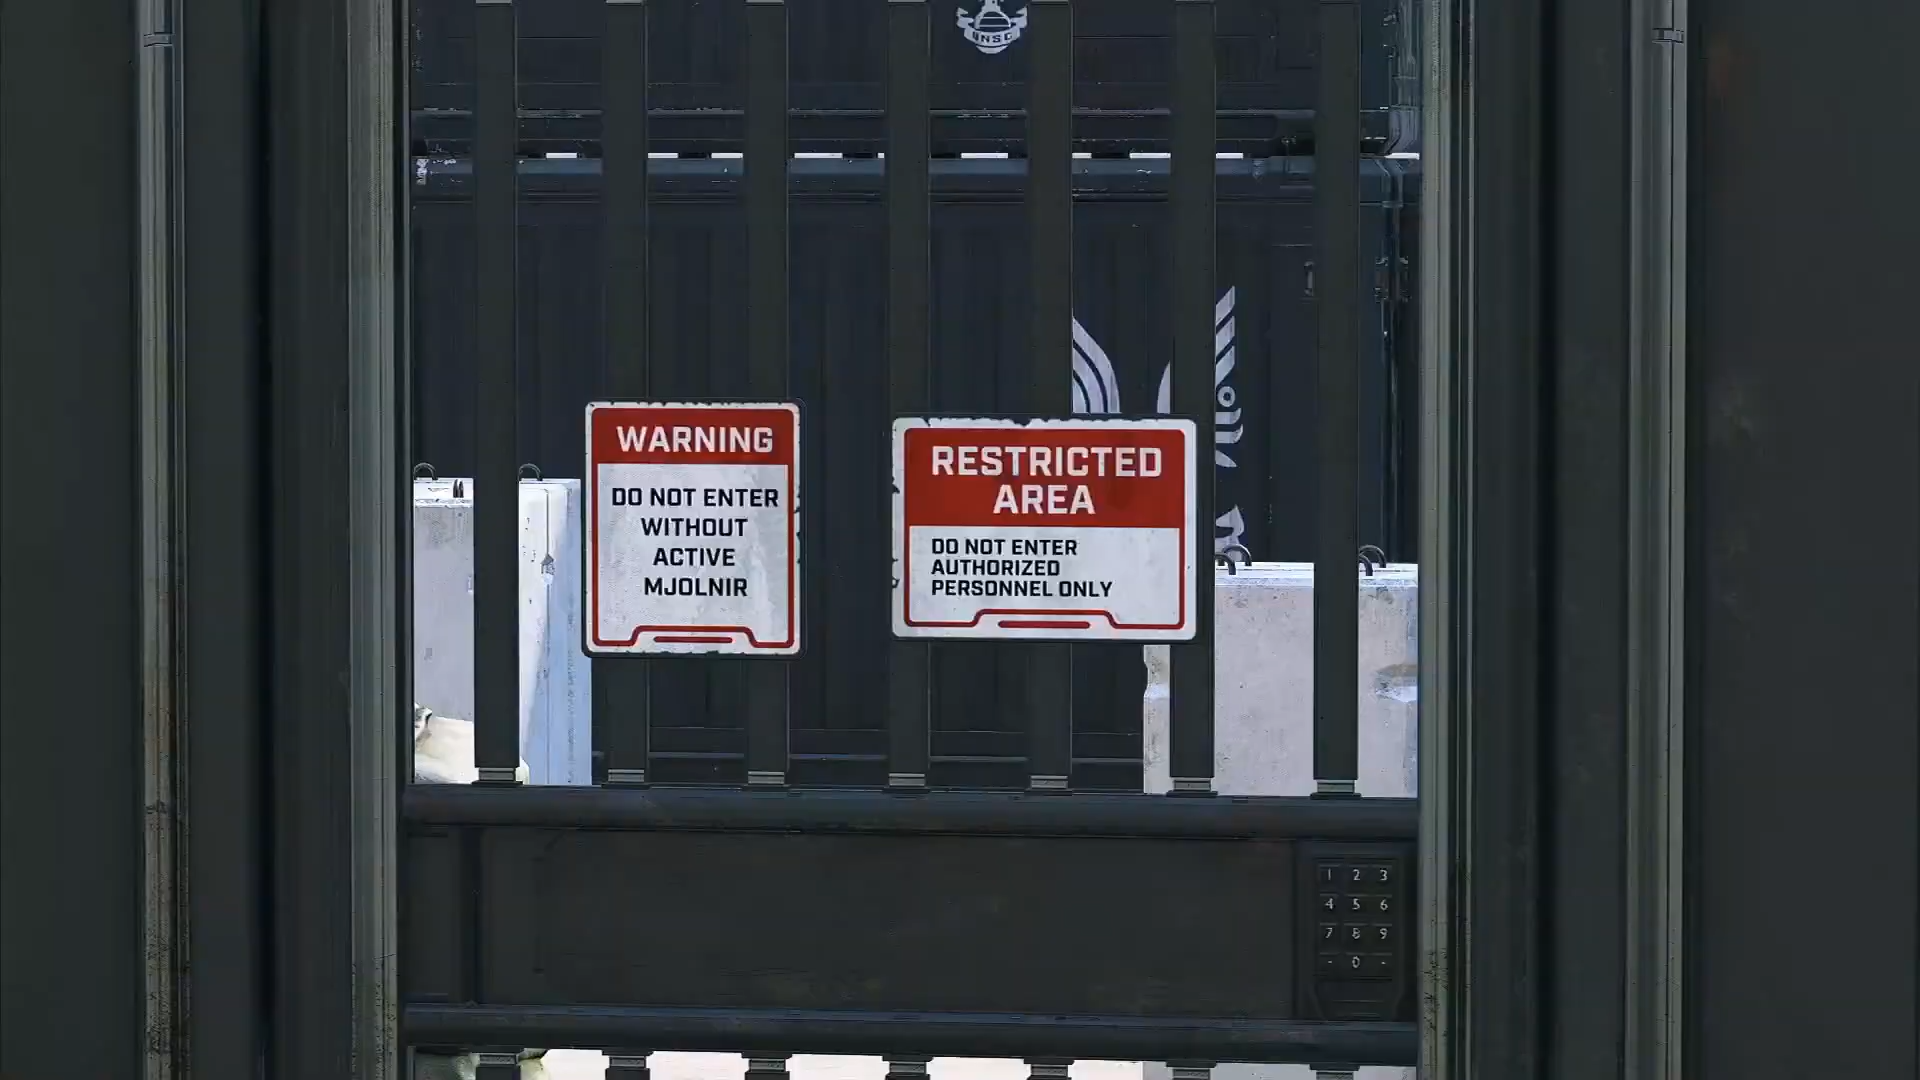 UNSC
WARNING
DO NOT ENTER
WITHOUT
ACTIVE
MJOLNIR
RESTRICTED
AREA
DO NOT ENTER
AUTHORIZED
PERSONNEL ONLY
1 2 3
4 5 6
7 8 9
- 0 -